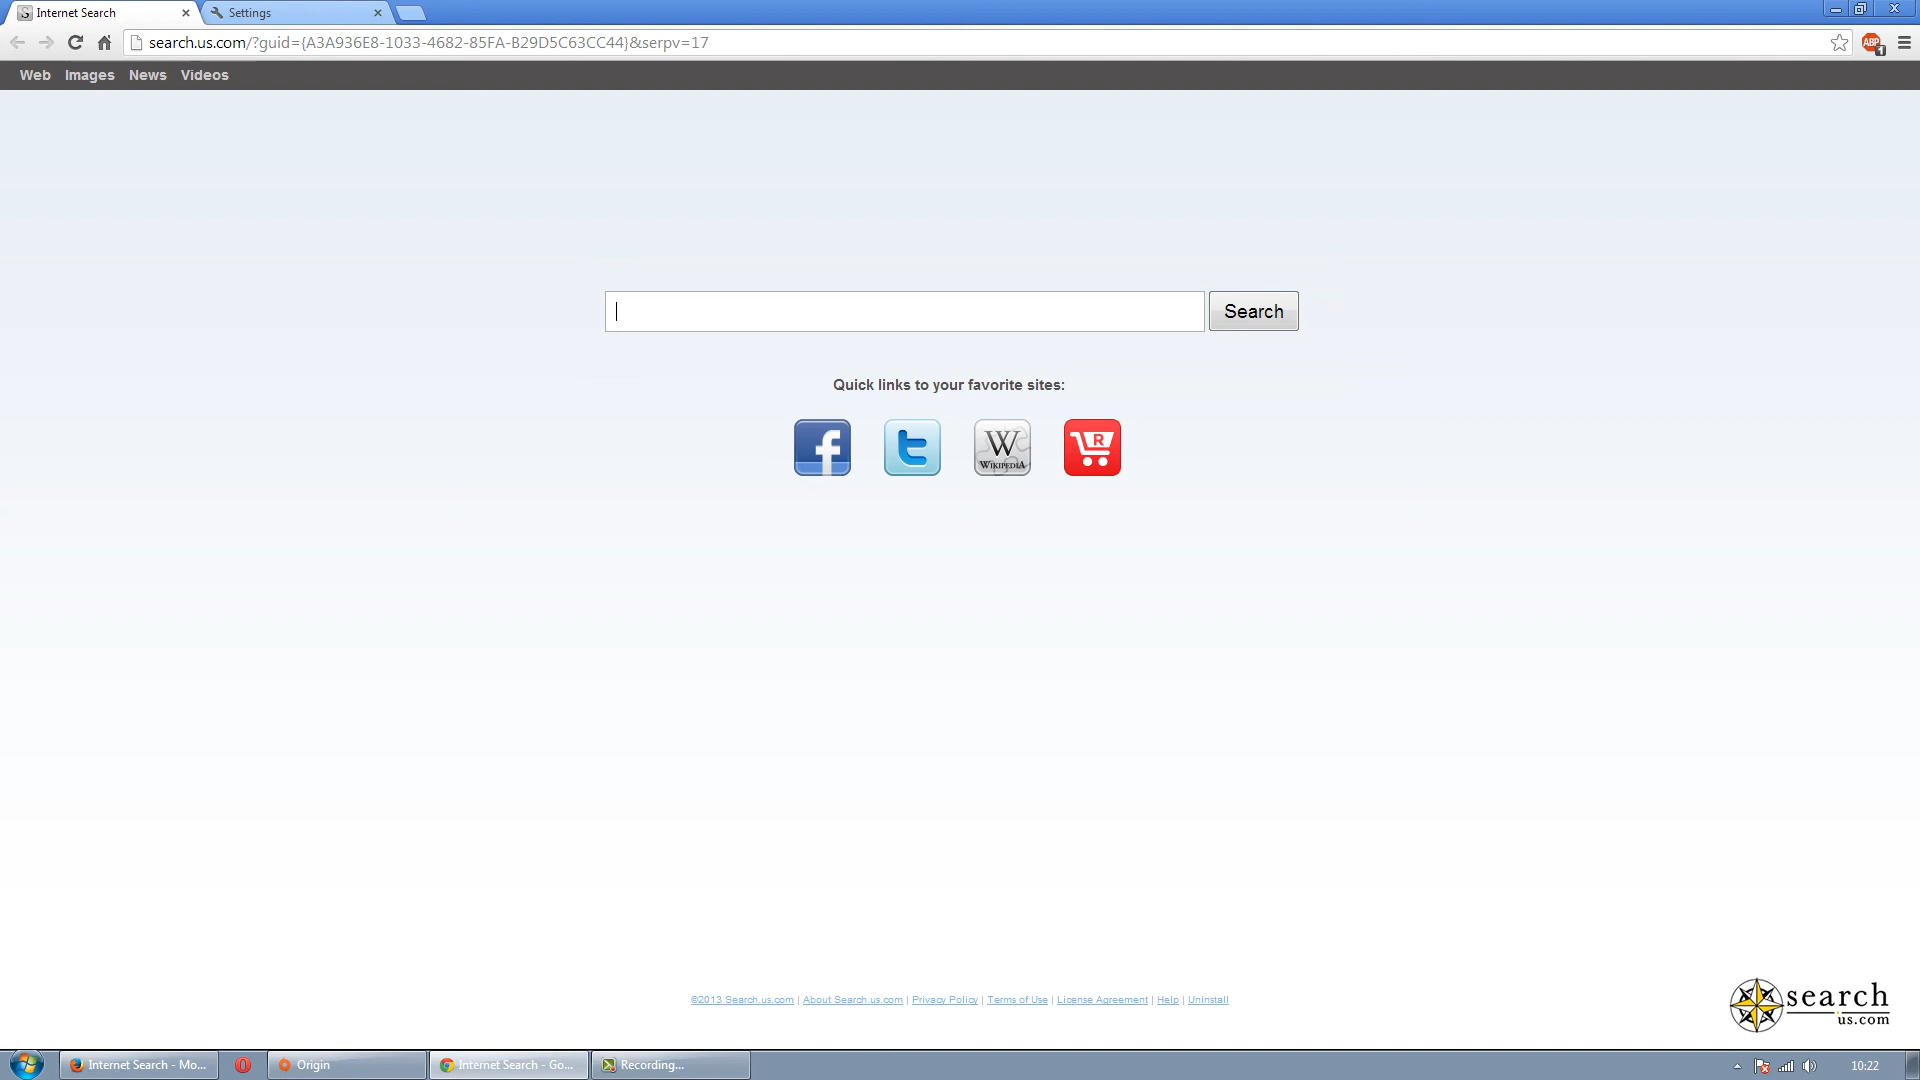 Internet Search
Settings
search.us.com/?guid={A3A936E8-1033-4682-85FA-B29D5C63CC44}&serpv=17
ABP
1
Web Images News Videos
Search
Quick links to your favorite sites:
f t W WIKIPEDIA R
©2013 Search.us.com | About Search.us.com | Privacy Policy | Terms of Use | License Agreement | Help | Uninstall
search
us.com
Internet Search - Mo... Origin Internet Search - Go... Recording... 10:22